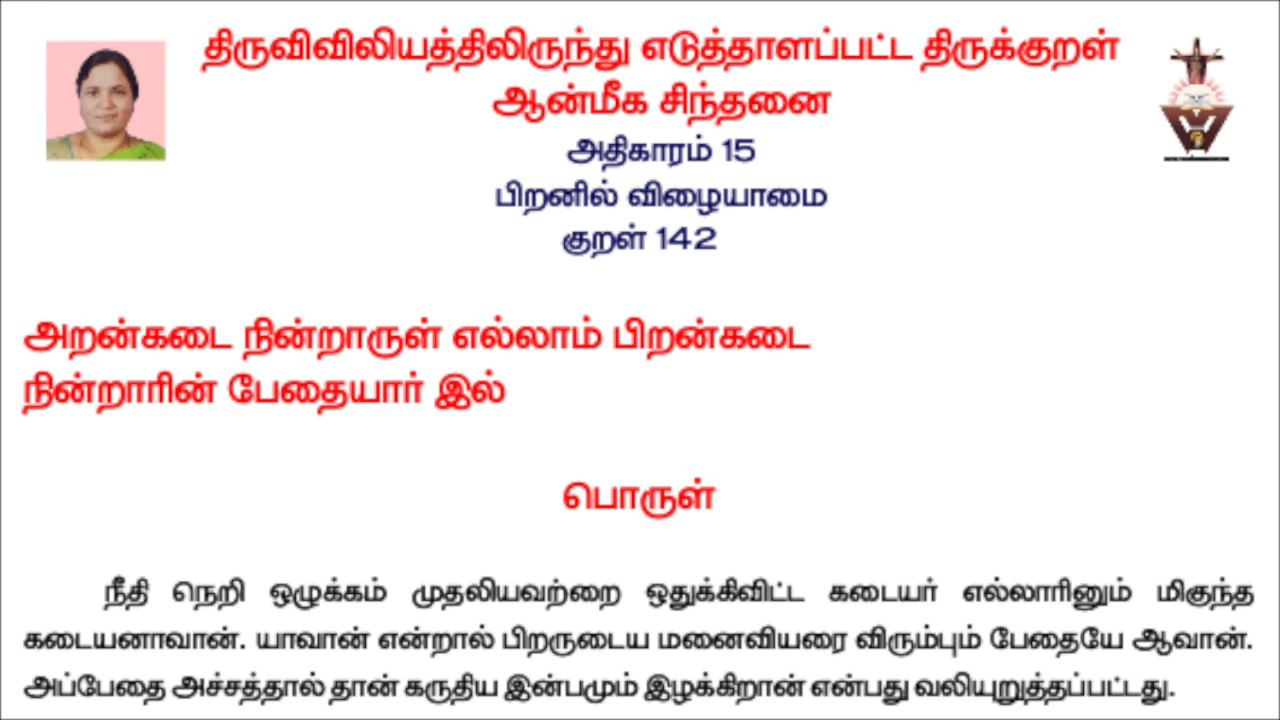 திருவிவிலியத்திலிருந்து எடுத்தாளப்பட்ட திருக்குறள்
ஆன்மீக சிந்தனை
அதிகாரம் 15
பிறனில் விழையாமை
குறள் 142
அறன்கடை நின்றாருள் எல்லாம் பிறன்கடை
நின்றாரின் பேதையார் இல்
பொருள்
நீதி நெறி ஒழுக்கம் முதலியவற்றை ஒதுக்கிவிட்ட கடையர் எல்லாரினும் மிகுந்த
கடையனாவான். யாவான் என்றால் பிறருடைய மனைவியரை விரும்பும் பேதையே ஆவான்.
அப்பேதை அச்சத்தால் தான் கருதிய இன்பமும் இழக்கிறான் என்பது வலியுறுத்தப்பட்டது.